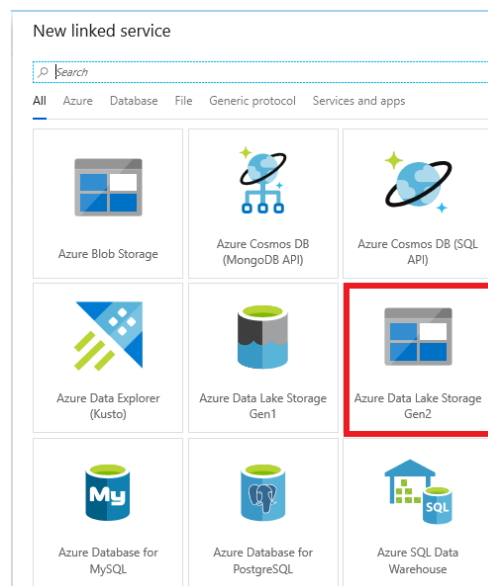 New linked service
Search
All Azure Database File Generic protocol Services and apps
Azure Blob Storage
Azure Cosmos DB
(MongoDB API)
Azure Cosmos DB (SQL
API)
Azure Data Explorer
(Kusto)
Azure Data Lake Storage
Gen1
Azure Data Lake Storage
Gen2
My
SQL
Azure Database for
MySQL
Azure Database for
PostgreSQL
Azure SQL Data
Warehouse